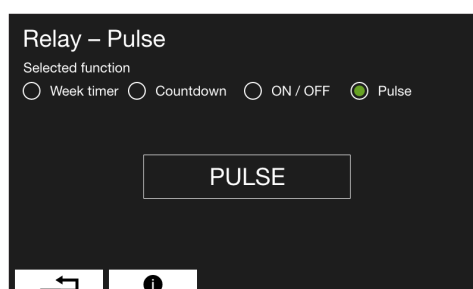 Relay – Pulse
Selected function
Week timer Countdown ON / OFF Pulse
PULSE